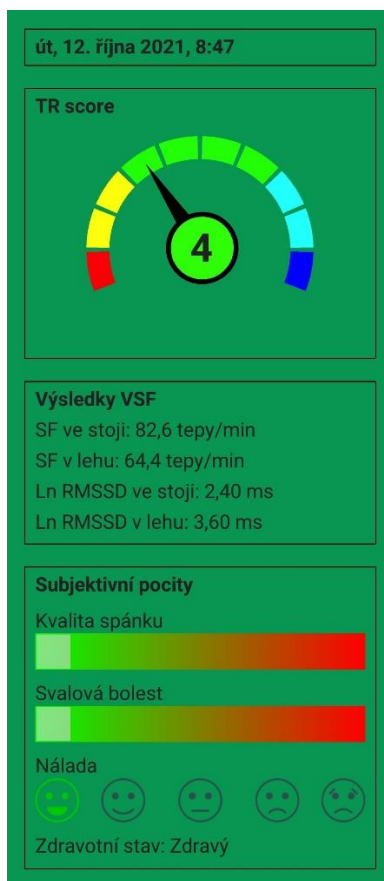 út, 12. října 2021, 8:47
TR score
4
Výsledky VSF
SF ve stoji: 82,6 tepy/min
SF v lehu: 64,4 tepy/min
Ln RMSSD ve stoji: 2,40 ms
Ln RMSSD v lehu: 3,60 ms
Subjektivní pocity
Kvalita spánku
Svalová bolest
Nálada
Zdravotní stav: Zdravý